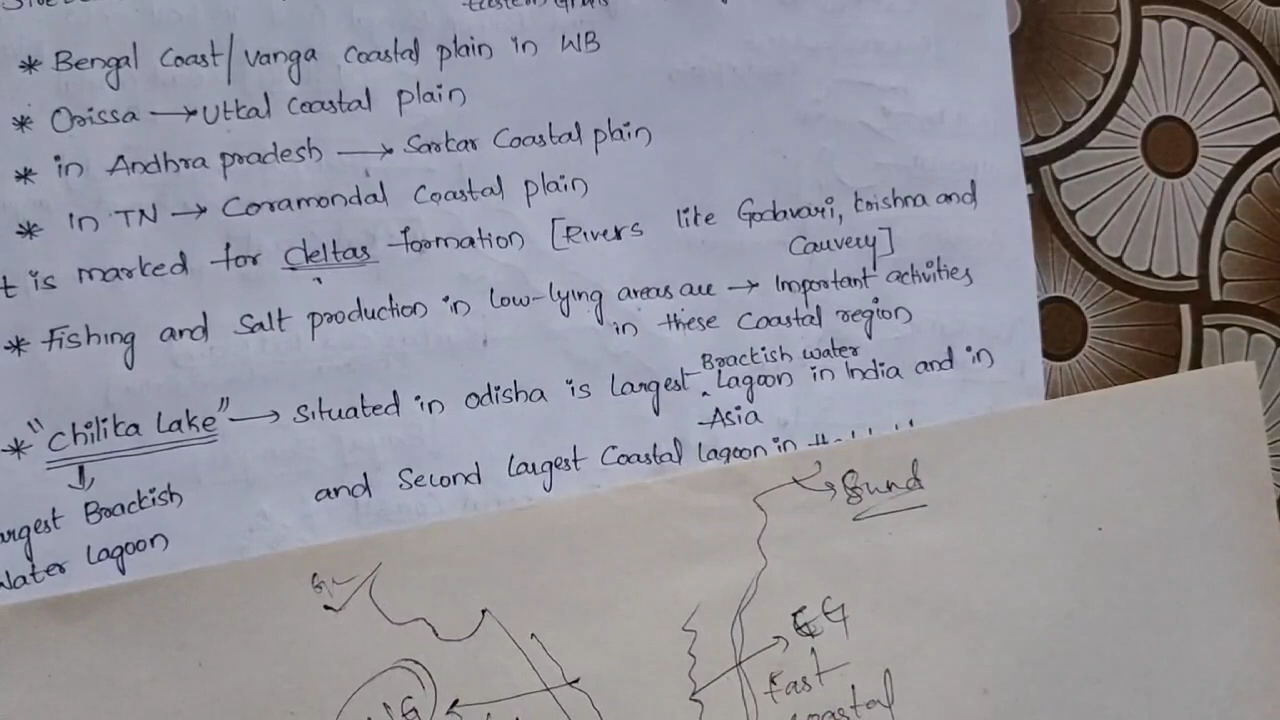 * Bengal Coast/Vanga Coastal plain in WB
* Orissa → Utkal Coastal plain
* in Andhra pradesh → Sarkar Coastal plain
* in TN → Coramondal Coastal plain
t is marked for deltas formation [Rivers like Godavari, Krishna and
Cauvery]
* Fishing and Salt production in low-lying areas are → Important activities
in these Coastal region
Brackish water
* "Chilika Lake" → Situated in odisha is Largest Lagoon in India and in
Asia
and Second Largest Coastal lagoon in
argest Brackish
Water Lagoon
Sund
EG
East
coastal